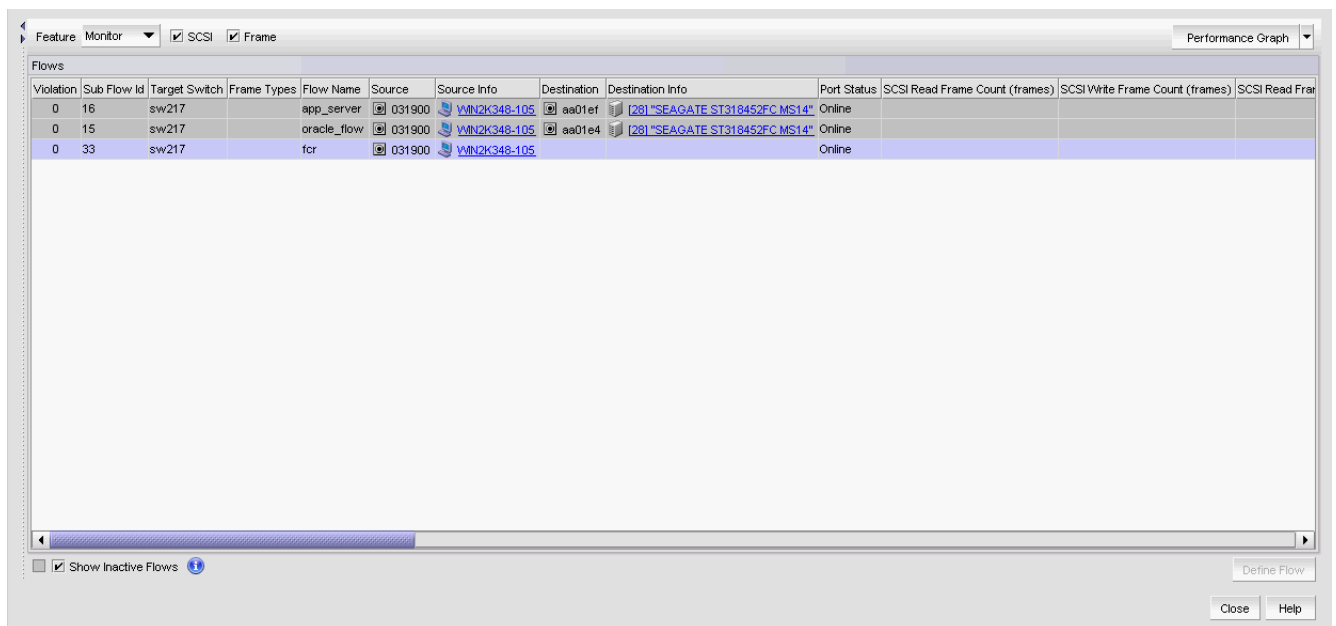 Feature Monitor SCSI Frame Performance Graph
Flows
Violation Sub Flow Id Target Switch Frame Types Flow Name Source Source Info Destination Destination Info Port Status SCSI Read Frame Count (frames) SCSI Write Frame Count (frames) SCSI Read Frar
0 16 sw217 app_server 031900 WIN2K348-105 aa01ef [28] "SEAGATE ST318452FC MS14" Online
0 15 sw217 oracle_flow 031900 WIN2K348-105 aa01e4 [28] "SEAGATE ST318452FC MS14" Online
0 33 sw217 fcr 031900 WIN2K348-105 Online
Show Inactive Flows
Define Flow
Close Help